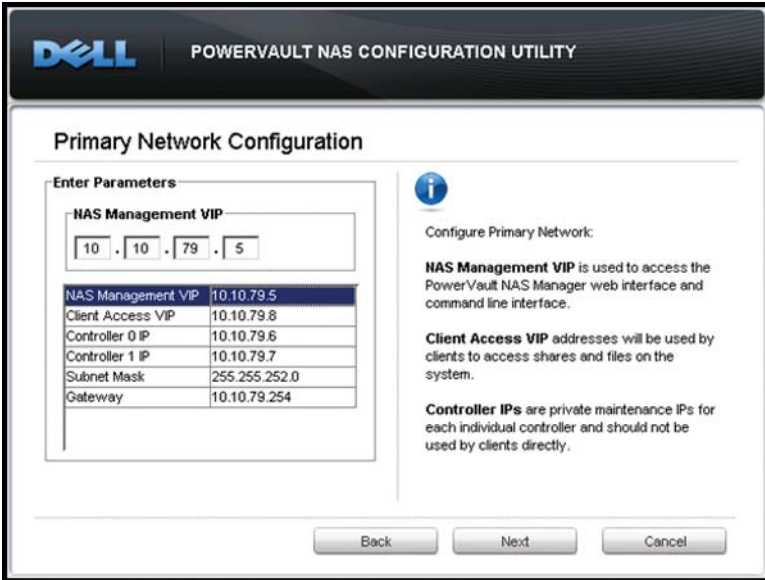 DELL
POWERVAULT NAS CONFIGURATION UTILITY
Primary Network Configuration
Enter Parameters
NAS Management VIP
10 . 10 . 79 . 5
NAS Management VIP 10.10.79.5
Client Access VIP 10.10.79.8
Controller 0 IP 10.10.79.6
Controller 1 IP 10.10.79.7
Subnet Mask 255.255.252.0
Gateway 10.10.79.254
i
Configure Primary Network:
NAS Management VIP is used to access the
PowerVault NAS Manager web interface and
command line interface.
Client Access VIP addresses will be used by
clients to access shares and files on the
system.
Controller IPs are private maintenance IPs for
each individual controller and should not be
used by clients directly.
Back Next Cancel